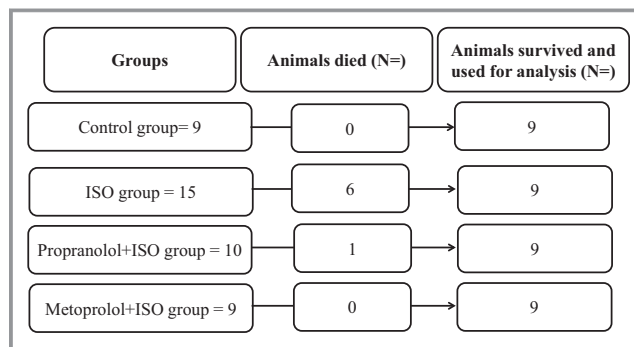 Groups
Animals died (N=)
Animals survived and
used for analysis (N=)
Control group= 9
0
9
ISO group = 15
6
9
Propranolol+ISO group = 10
1
9
Metoprolol+ISO group = 9
0
9